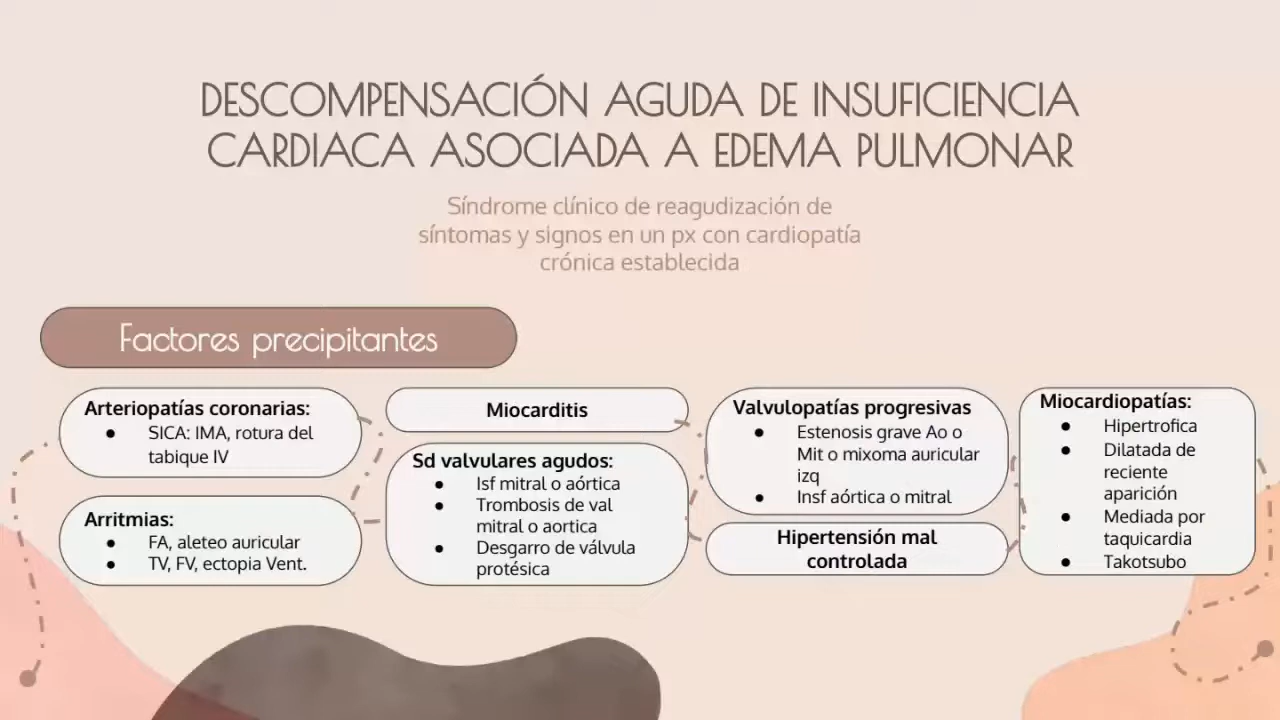 DESCOMPENSACIÓN AGUDA DE INSUFICIENCIA
CARDIACA ASOCIADA A EDEMA PULMONAR
Síndrome clínico de reagudización de
síntomas y signos en un px con cardiopatía
crónica establecida
Factores precipitantes
Arteriopatías coronarias:
● SICA: IMA, rotura del
tabique IV
Arritmias:
● FA, aleteo auricular
● TV, FV, ectopia Vent.
Miocarditis
Sd valvulares agudos:
● Isf mitral o aórtica
● Trombosis de val
mitral o aortica
● Desgarro de válvula
protésica
Valvulopatías progresivas
● Estenosis grave Ao o
Mit o mixoma auricular
izq
● Insf aórtica o mitral
Hipertensión mal
controlada
Miocardiopatías:
● Hipertrofica
● Dilatada de
reciente
aparición
● Mediada por
taquicardia
● Takotsubo